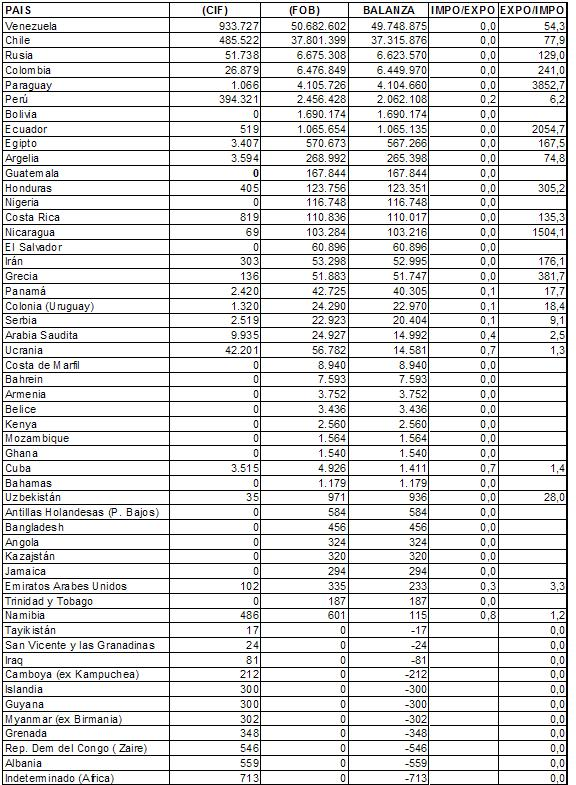 PAIS (CIF) (FOB) BALANZA IMPO/EXPO EXPO/IMPO
Venezuela 933.727 50.682.602 49.748.875 0,0 54,3
Chile 485.522 37.801.399 37.315.876 0,0 77,9
Rusia 51.738 6.675.308 6.623.570 0,0 129,0
Colombia 26.879 6.476.849 6.449.970 0,0 241,0
Paraguay 1.066 4.105.726 4.104.660 0,0 3852,7
Perú 394.321 2.456.428 2.062.108 0,2 6,2
Bolivia 0 1.690.174 1.690.174 0,0
Ecuador 519 1.065.654 1.065.135 0,0 2054,7
Egipto 3.407 570.673 567.266 0,0 167,5
Argelia 3.594 268.992 265.398 0,0 74,8
Guatemala 0 167.844 167.844 0,0
Honduras 405 123.756 123.351 0,0 305,2
Nigeria 0 116.748 116.748 0,0
Costa Rica 819 110.836 110.017 0,0 135,3
Nicaragua 69 103.284 103.216 0,0 1504,1
El Salvador 0 60.896 60.896 0,0
Irán 303 53.298 52.995 0,0 176,1
Grecia 136 51.883 51.747 0,0 381,7
Panamá 2.420 42.725 40.305 0,1 17,7
Colonia (Uruguay) 1.320 24.290 22.970 0,1 18,4
Serbia 2.519 22.923 20.404 0,1 9,1
Arabia Saudita 9.935 24.927 14.992 0,4 2,5
Ucrania 42.201 56.782 14.581 0,7 1,3
Costa de Marfil 0 8.940 8.940 0,0
Bahrein 0 7.593 7.593 0,0
Armenia 0 3.752 3.752 0,0
Belice 0 3.436 3.436 0,0
Kenya 0 2.560 2.560 0,0
Mozambique 0 1.564 1.564 0,0
Ghana 0 1.540 1.540 0,0
Cuba 3.515 4.926 1.411 0,7 1,4
Bahamas 0 1.179 1.179 0,0
Uzbekistán 35 971 936 0,0 28,0
Antillas Holandesas (P. Bajos) 0 584 584 0,0
Bangladesh 0 456 456 0,0
Angola 0 324 324 0,0
Kazajstán 0 320 320 0,0
Jamaica 0 294 294 0,0
Emiratos Arabes Unidos 102 335 233 0,3 3,3
Trinidad y Tobago 0 187 187 0,0
Namibia 486 601 115 0,8 1,2
Tayikistán 17 0 -17 0,0
San Vicente y las Granadinas 24 0 -24 0,0
Iraq 81 0 -81 0,0
Camboya (ex Kampuchea) 212 0 -212 0,0
Islandia 300 0 -300 0,0
Guyana 300 0 -300 0,0
Myanmar (ex Birmania) 302 0 -302 0,0
Grenada 348 0 -348 0,0
Rep. Dem del Congo ( Zaire) 546 0 -546 0,0
Albania 559 0 -559 0,0
Indeterminado (Africa) 713 0 -713 0,0